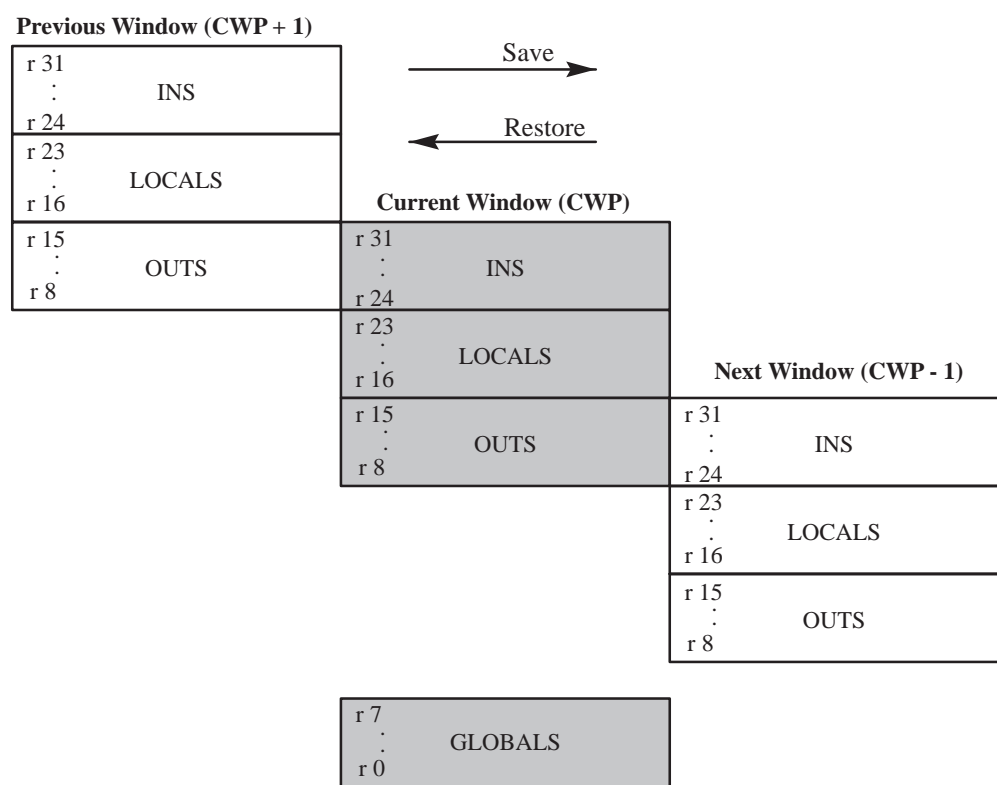 Previous Window (CWP + 1)
r 31
.
.
r 24
INS
r 23
.
.
r 16
LOCALS
r 15
.
.
r 8
OUTS
Save
Restore
Current Window (CWP)
r 31
.
.
r 24
INS
r 23
.
.
r 16
LOCALS
r 15
.
.
r 8
OUTS
Next Window (CWP - 1)
r 31
.
.
r 24
INS
r 23
.
.
r 16
LOCALS
r 15
.
.
r 8
OUTS
r 7
.
.
r 0
GLOBALS